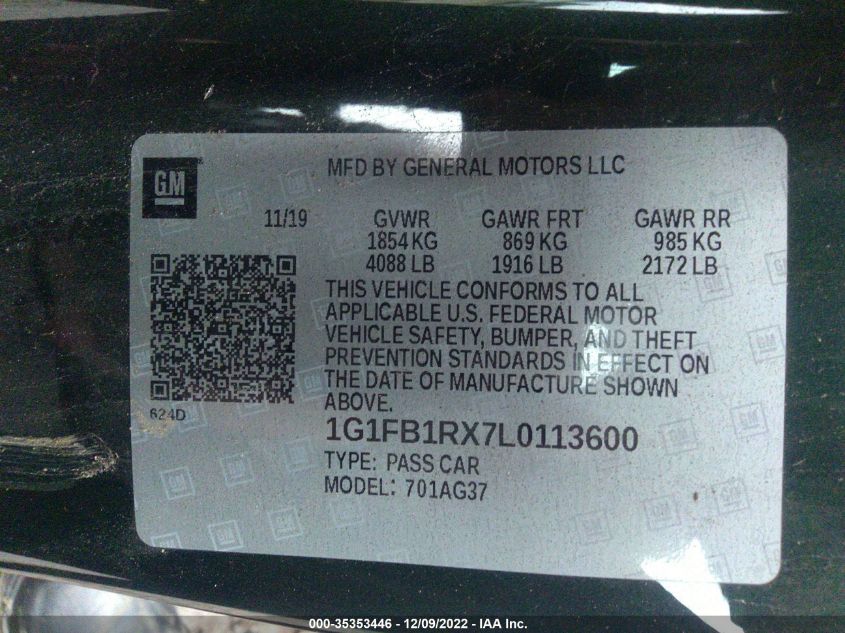 MFD BY GENERAL MOTORS LLC
GM
11/19 GVWR GAWR FRT GAWR RR
1854 KG 869 KG 985 KG
4088 LB 1916 LB 2172 LB
THIS VEHICLE CONFORMS TO ALL
APPLICABLE U.S. FEDERAL MOTOR
VEHICLE SAFETY, BUMPER, AND THEFT
PREVENTION STANDARDS IN EFFECT ON
THE DATE OF MANUFACTURE SHOWN
ABOVE.
624D
1G1FB1RX7L0113600
TYPE: PASS CAR
MODEL: 701AG37
000-35353446 - 12/09/2022 - IAA Inc.